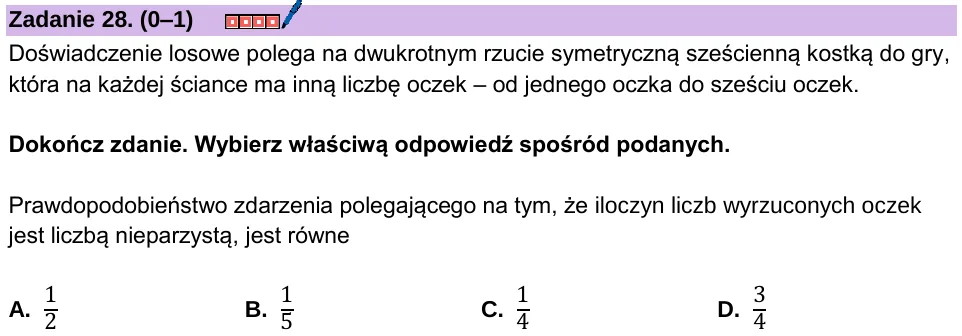 Zadanie 28. (0–1)
Doświadczenie losowe polega na dwukrotnym rzucie symetryczną sześcienną kostką do gry,
która na każdej ściance ma inną liczbę oczek – od jednego oczka do sześciu oczek.
Dokończ zdanie. Wybierz właściwą odpowiedź spośród podanych.
Prawdopodobieństwo zdarzenia polegającego na tym, że iloczyn liczb wyrzuconych oczek
jest liczbą nieparzystą, jest równe
A. 1/2 B. 1/5 C. 1/4 D. 3/4